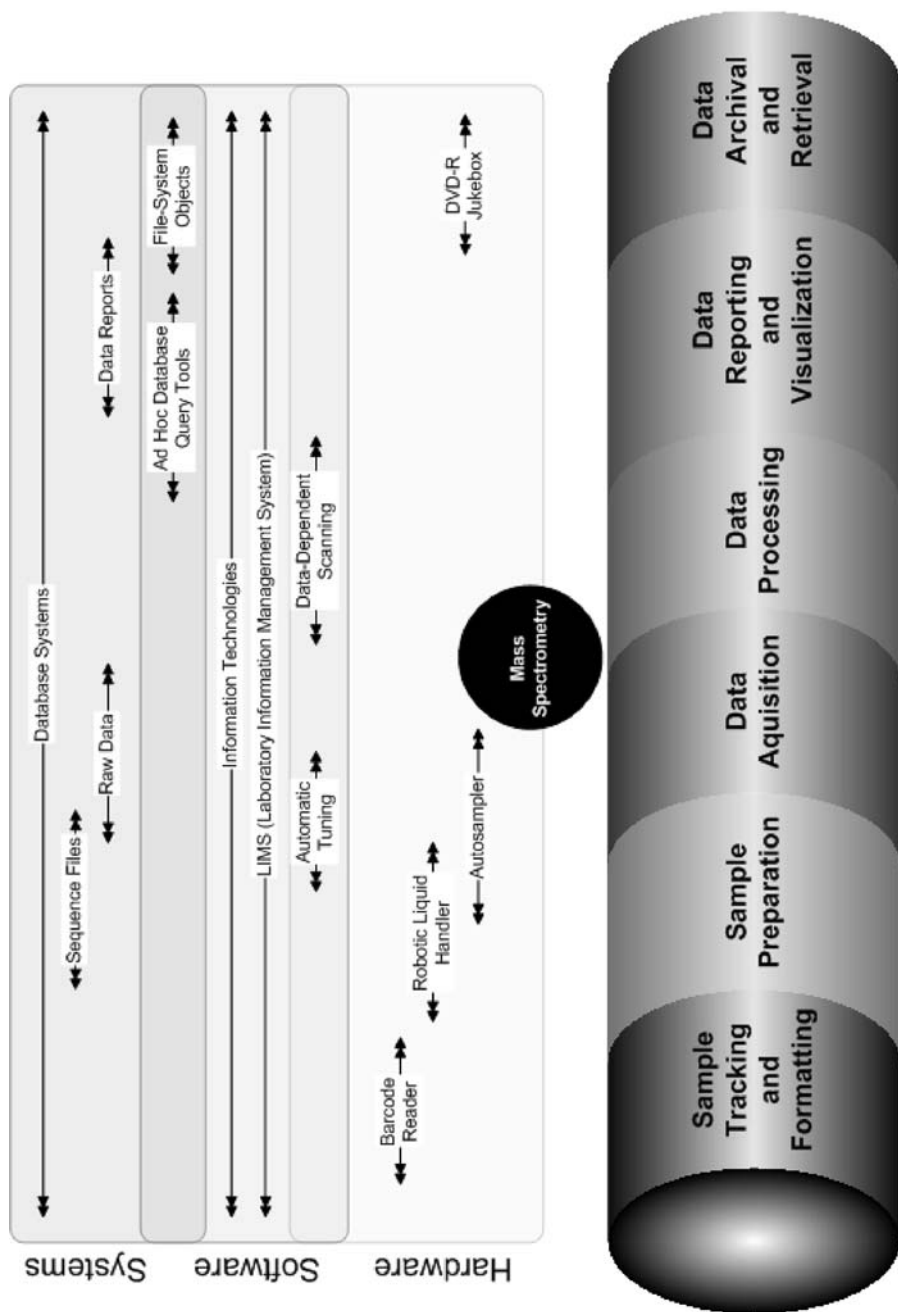 Systems
Database Systems
Sequence Files
Raw Data
Data Reports
Ad Hoc Database
Query Tools
File-System
Objects
Software
Information Technologies
LIMS (Laboratory Information Management System)
Automatic
Tuning
Data-Dependent
Scanning
Hardware
Barcode
Reader
Robotic Liquid
Handler
Autosampler
Mass
Spectrometry
DVD-R
Jukebox
Sample
Tracking
and
Formatting
Sample
Preparation
Data
Aquisition
Data
Processing
Data
Reporting
and
Visualization
Data
Archival
and
Retrieval